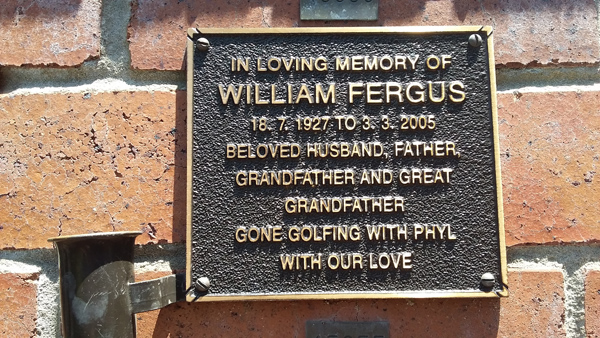 IN LOVING MEMORY OF
WILLIAM FERGUS
18. 7. 1927 TO 3. 3. 2005
BELOVED HUSBAND, FATHER,
GRANDFATHER AND GREAT
GRANDFATHER
GONE GOLFING WITH PHYL
WITH OUR LOVE